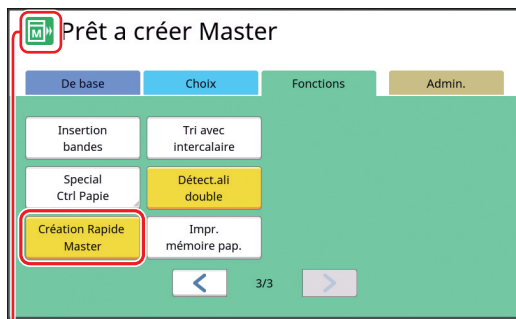 M
Prêt a créer Master
De base
Choix
Fonctions
Admin.
Insertion
bandes
Tri avec
intercalaire
Special
Ctrl Papie
Détect.ali
double
Création Rapide
Master
Impr.
mémoire pap.
3/3